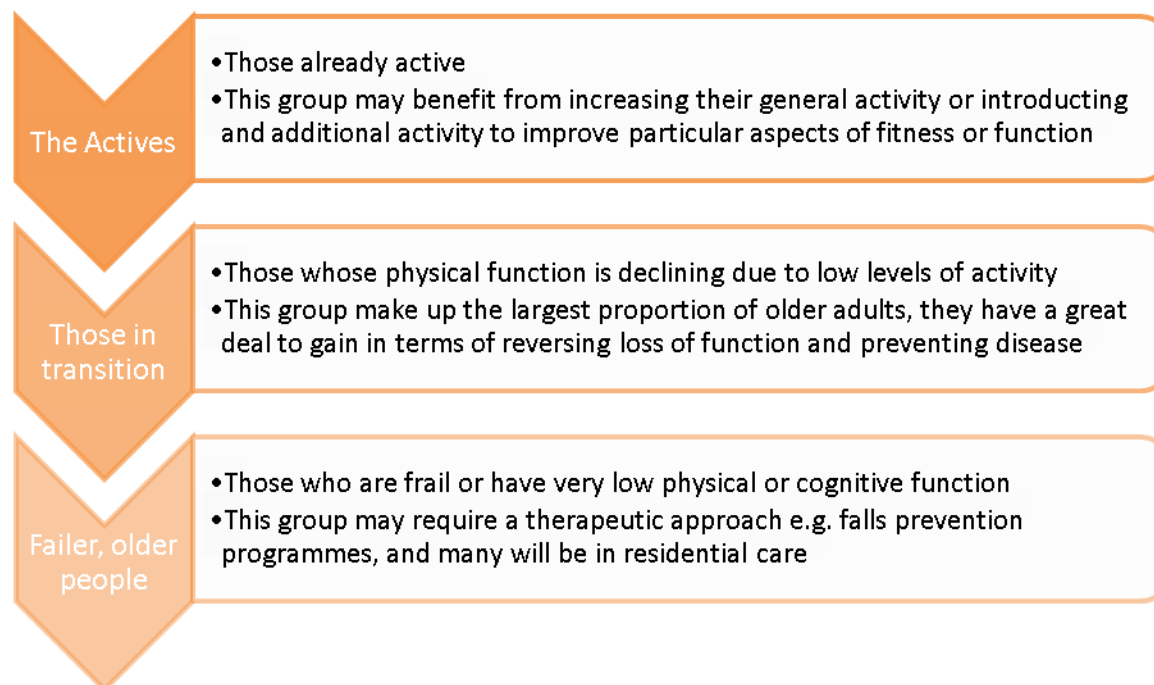 The Actives
•Those already active
•This group may benefit from increasing their general activity or introducting
and additional activity to improve particular aspects of fitness or function
Those in
transition
•Those whose physical function is declining due to low levels of activity
•This group make up the largest proportion of older adults, they have a great
deal to gain in terms of reversing loss of function and preventing disease
Failer, older
people
•Those who are frail or have very low physical or cognitive function
•This group may require a therapeutic approach e.g. falls prevention
programmes, and many will be in residential care